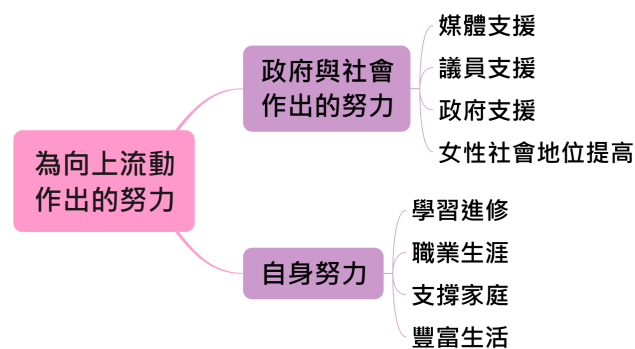 為向上流動
作出的努力
政府與社會
作出的努力
媒體支援
議員支援
政府支援
女性社會地位提高
自身努力
學習進修
職業生涯
支撐家庭
豐富生活